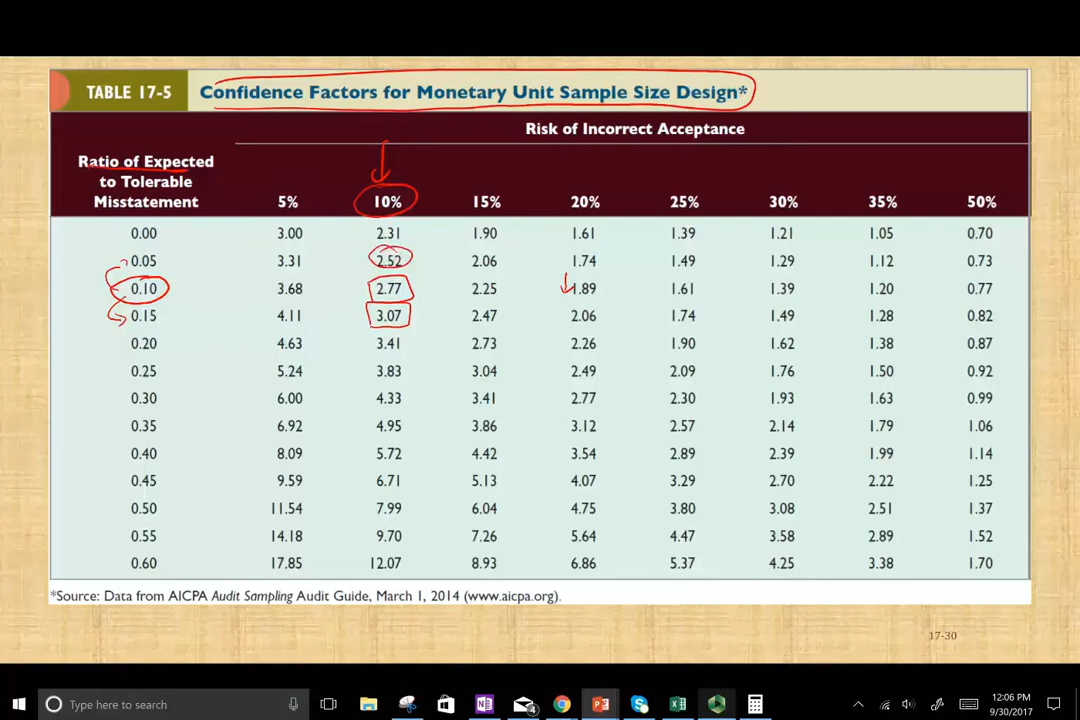 TABLE 17-5 Confidence Factors for Monetary Unit Sample Size Design*
Risk of Incorrect Acceptance
Ratio of Expected
to Tolerable
Misstatement 5% 10% 15% 20% 25% 30% 35% 50%
0.00 3.00 2.31 1.90 1.61 1.39 1.21 1.05 0.70
0.05 3.31 2.52 2.06 1.74 1.49 1.29 1.12 0.73
0.10 3.68 2.77 2.25 1.89 1.61 1.39 1.20 0.77
0.15 4.11 3.07 2.47 2.06 1.74 1.49 1.28 0.82
0.20 4.63 3.41 2.73 2.26 1.90 1.62 1.38 0.87
0.25 5.24 3.83 3.04 2.49 2.09 1.76 1.50 0.92
0.30 6.00 4.33 3.41 2.77 2.30 1.93 1.63 0.99
0.35 6.92 4.95 3.86 3.12 2.57 2.14 1.79 1.06
0.40 8.09 5.72 4.42 3.54 2.89 2.39 1.99 1.14
0.45 9.59 6.71 5.13 4.07 3.29 2.70 2.22 1.25
0.50 11.54 7.99 6.04 4.75 3.80 3.08 2.51 1.37
0.55 14.18 9.70 7.26 5.64 4.47 3.58 2.89 1.52
0.60 17.85 12.07 8.93 6.86 5.37 4.25 3.38 1.70
*Source: Data from AICPA Audit Sampling Audit Guide, March 1, 2014 (www.aicpa.org).
17-30
Type here to search
4
12:06 PM
9/30/2017